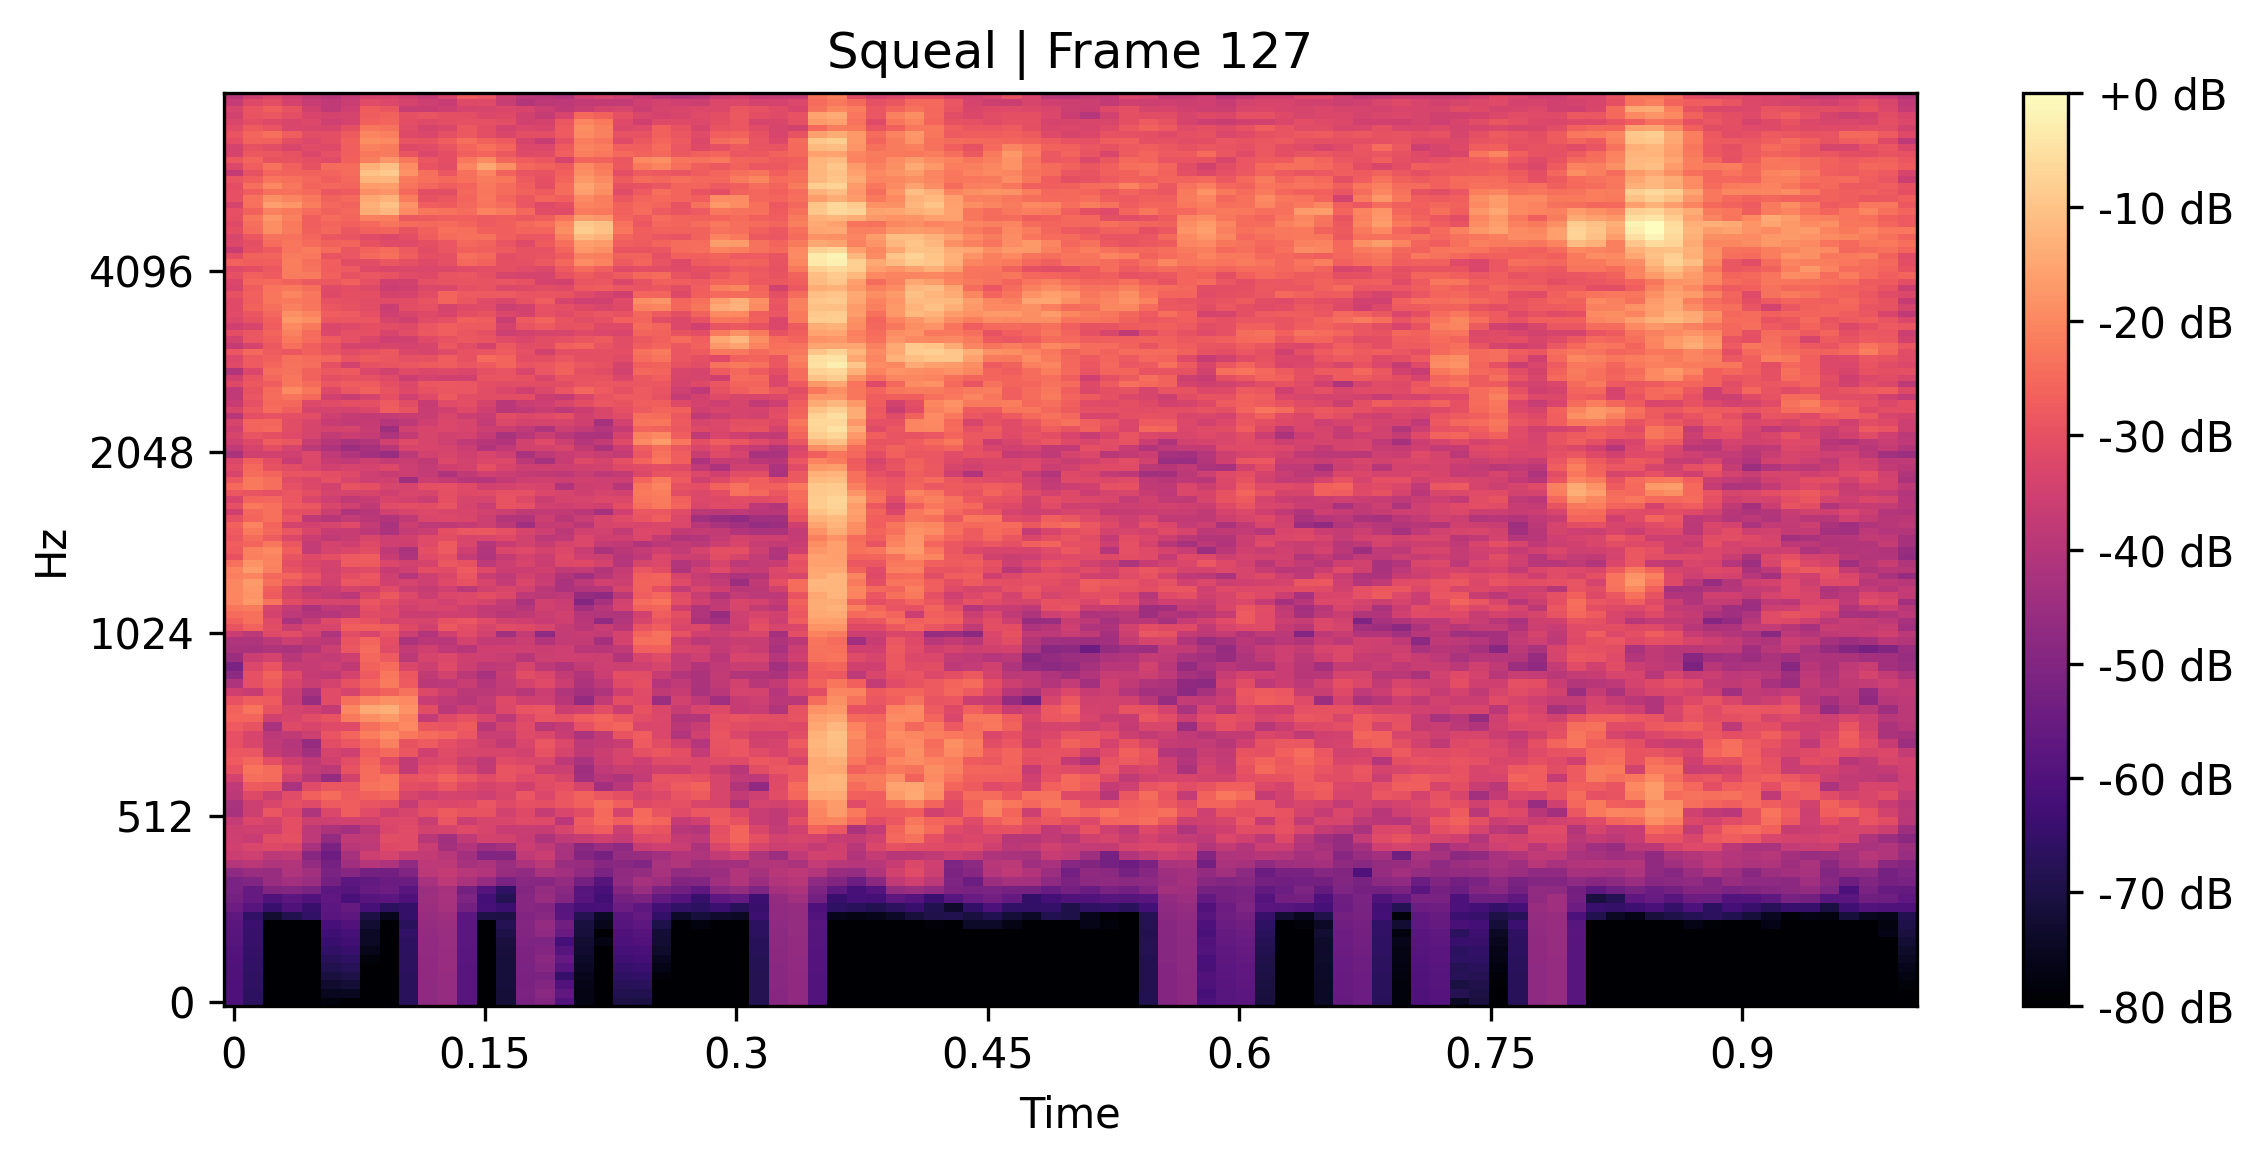 Squeal | Frame 127
+0 dB
-10 dB
-20 dB
-30 dB
-40 dB
-50 dB
-60 dB
-70 dB
-80 dB
Hz
4096
2048
1024
512
0
0 0.15 0.3 0.45 0.6 0.75 0.9
Time